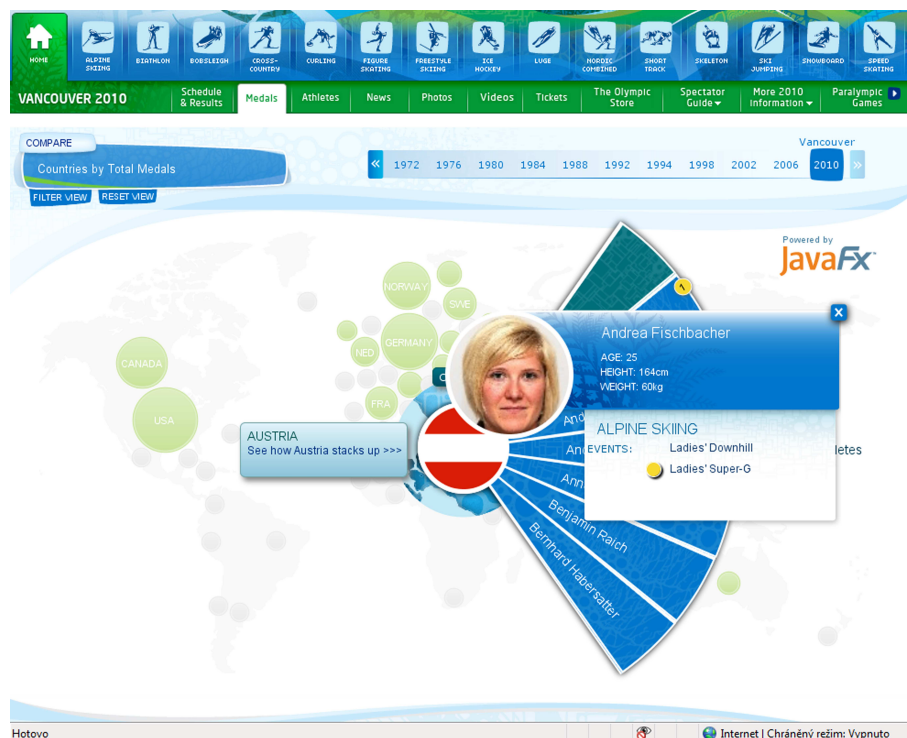 HOME
ALPINE SKIING
BIATHLON
BOBSLEIGH
CROSS-COUNTRY
CURLING
FIGURE SKATING
FREESTYLE SKIING
ICE HOCKEY
LUGE
NORDIC COMBINED
SHORT TRACK
SKELETON
SKI JUMPING
SNOWBOARD
SPEED SKATING
VANCOUVER 2010
Schedule & Results
Medals
Athletes
News
Photos
Videos
Tickets
The Olympic Store
Spectator Guide
More 2010 Information
Paralympic Games
COMPARE
Countries by Total Medals
FILTER VIEW
RESET VIEW
Vancouver
1972 1976 1980 1984 1988 1992 1994 1998 2002 2006 2010
Powered by
JavaFX
NORWAY
SWE
GERMANY
NED
CANADA
USA
FRA
AUSTRIA
See how Austria stacks up >>>
Andrea Fischbacher
AGE: 25
HEIGHT: 164cm
WEIGHT: 60kg
ALPINE SKIING
EVENTS: Ladies' Downhill
Ladies' Super-G
Benjamin Raich
Bernhard Habersatter
Hotovo
Internet | Chráněný režim: Vypnuto